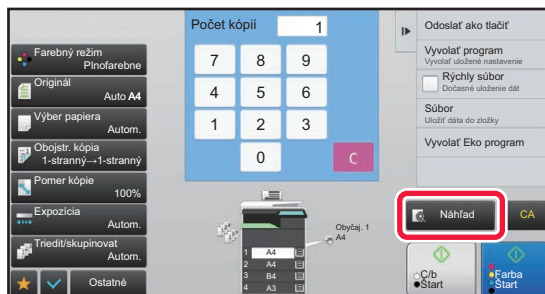 Farebný režim
Plnofarebne
Originál
Auto A4
Výber papiera
Autom.
Obojstr. kópia
1-stranný→1-stranný
Pomer kópie
100%
Expozícia
Autom.
Triediť/skupinovat
Autom.
Ostatné
Počet kópií 1
7 8 9
4 5 6
1 2 3
0 C
Obyčaj. 1
A4
1 A4
2 A4
3 B4
4 A3
Odoslať ako tlačiť
Vyvolať program
Vyvolať uložené nastavenie
Rýchly súbor
Dočasné uloženie dát
Súbor
Uložiť dáta do zložky
Vyvolať Eko program
Náhľad
CA
Č/b
Štart
Farba
Štart